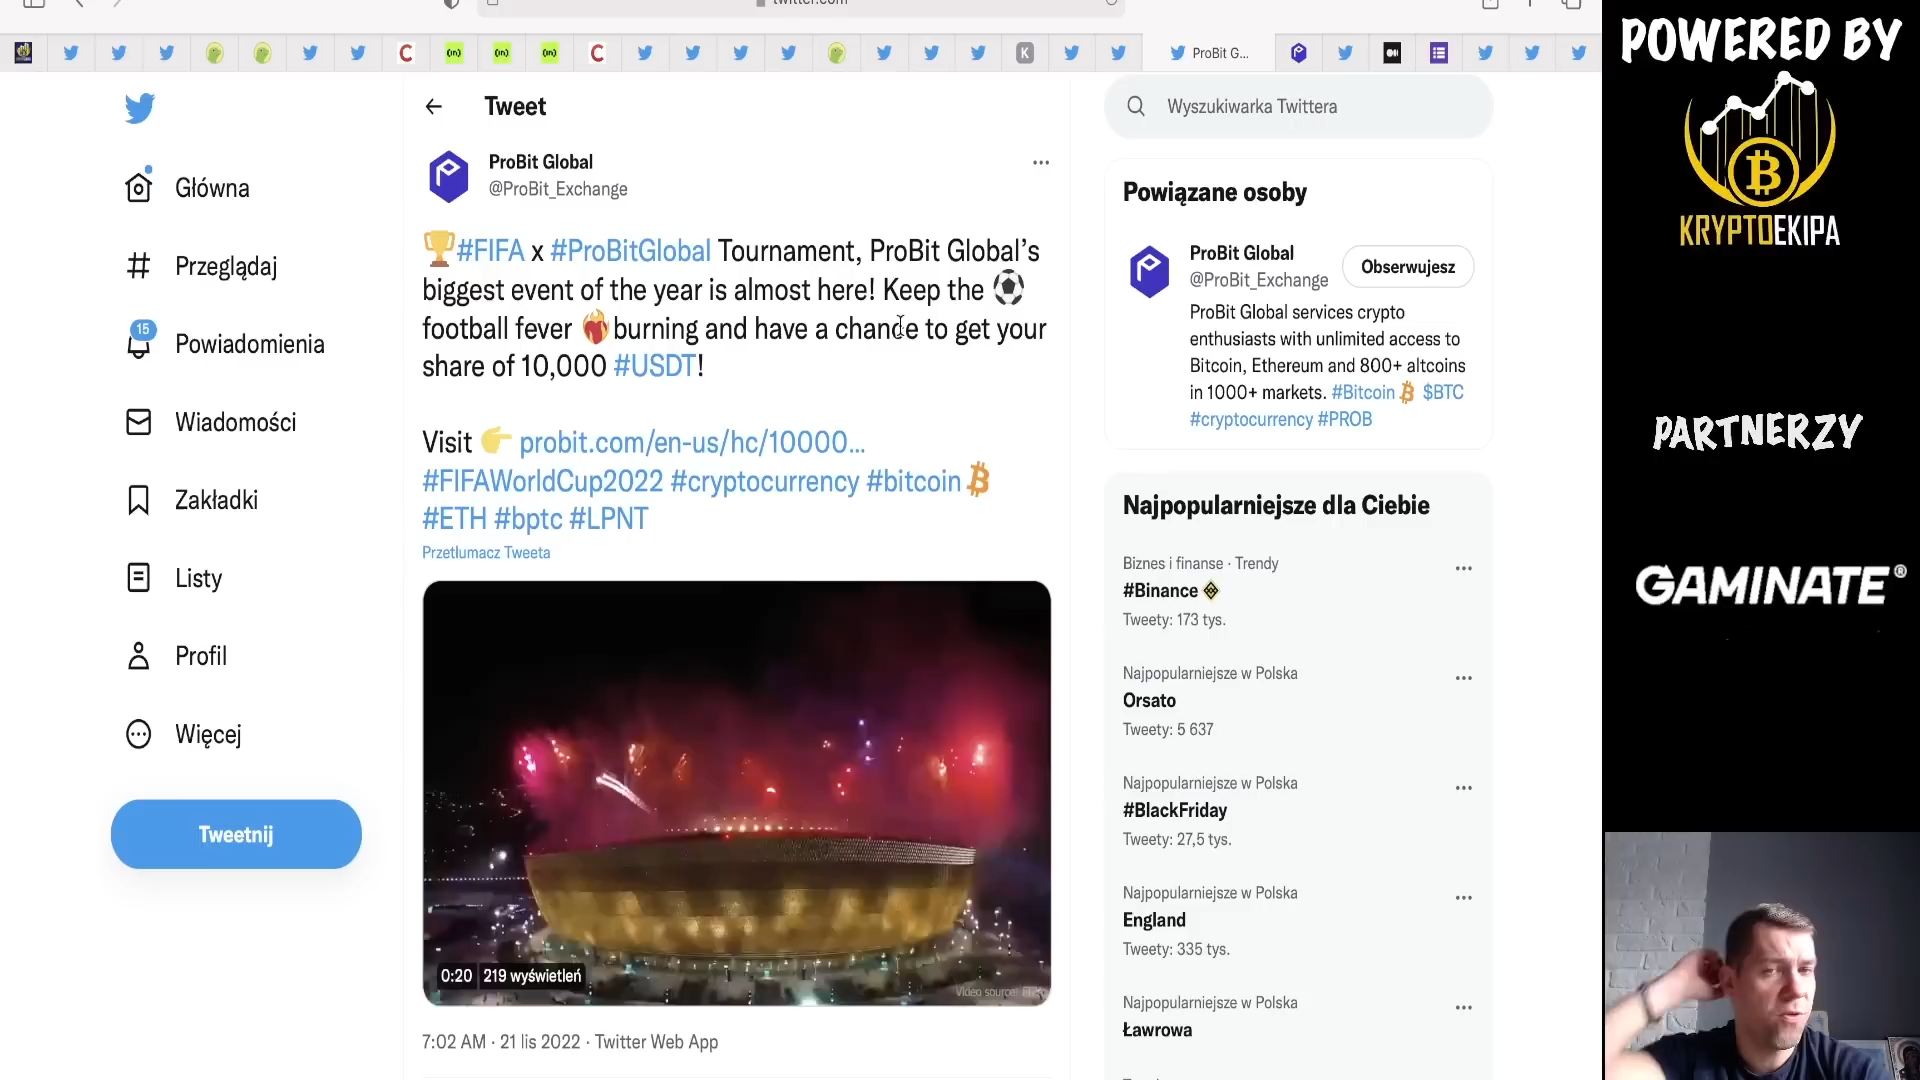 twitter.com
ProBit G...
Główna
Przeglądaj
15
Powiadomienia
Wiadomości
Zakładki
Listy
Profil
Więcej
Tweetnij
Tweet
ProBit Global
@ProBit_Exchange
#FIFA x #ProBitGlobal Tournament, ProBit Global's
biggest event of the year is almost here! Keep the
football fever burning and have a chance to get your
share of 10,000 #USDT!
Visit probit.com/en-us/hc/10000...
#FIFAWorldCup2022 #cryptocurrency #bitcoin
#ETH #bptc #LPNT
Przetłumacz Tweeta
0:20 219 wyświetleń
Video source:
7:02 AM · 21 lis 2022 · Twitter Web App
Wyszukiwarka Twittera
Powiązane osoby
ProBit Global
@ProBit_Exchange
Obserwujesz
ProBit Global services crypto
enthusiasts with unlimited access to
Bitcoin, Ethereum and 800+ altcoins
in 1000+ markets. #Bitcoin $BTC
#cryptocurrency #PROB
Najpopularniejsze dla Ciebie
Biznes i finanse · Trendy
#Binance
Tweety: 173 tys.
Najpopularniejsze w Polska
Orsato
Tweety: 5 637
Najpopularniejsze w Polska
#BlackFriday
Tweety: 27,5 tys.
Najpopularniejsze w Polska
England
Tweety: 335 tys.
Najpopularniejsze w Polska
Ławrowa
POWERED BY
KRYPTOEKIPA
PARTNERZY
GAMINATE®